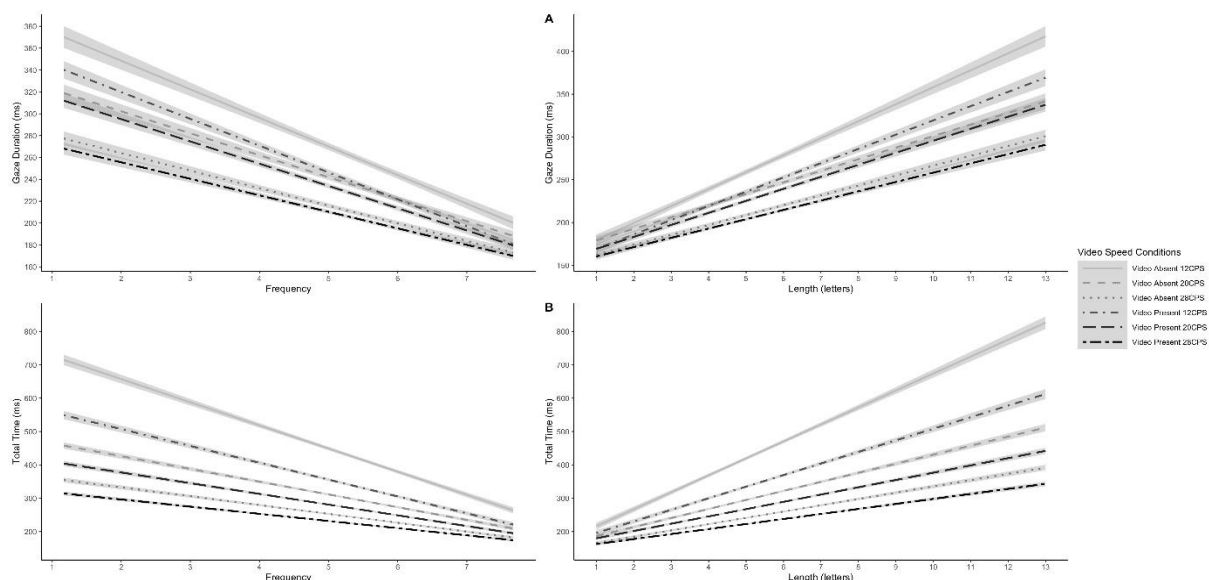 A
380
360
340
320
300
280
260
240
220
200
180
160
Gaze Duration (ms)
1 2 3 4 5 6 7
Frequency
400
350
300
250
200
150
Gaze Duration (ms)
1 2 3 4 5 6 7 8 9 10 11 12 13
Length (letters)
Video Speed Conditions
Video Absent 12CPS
Video Absent 20CPS
Video Absent 28CPS
Video Present 12CPS
Video Present 20CPS
Video Present 28CPS
B
800
700
600
500
400
300
200
Total Time (ms)
1 2 3 4 5 6 7
Frequency
800
700
600
500
400
300
200
Total Time (ms)
1 2 3 4 5 6 7 8 9 10 11 12 13
Length (letters)